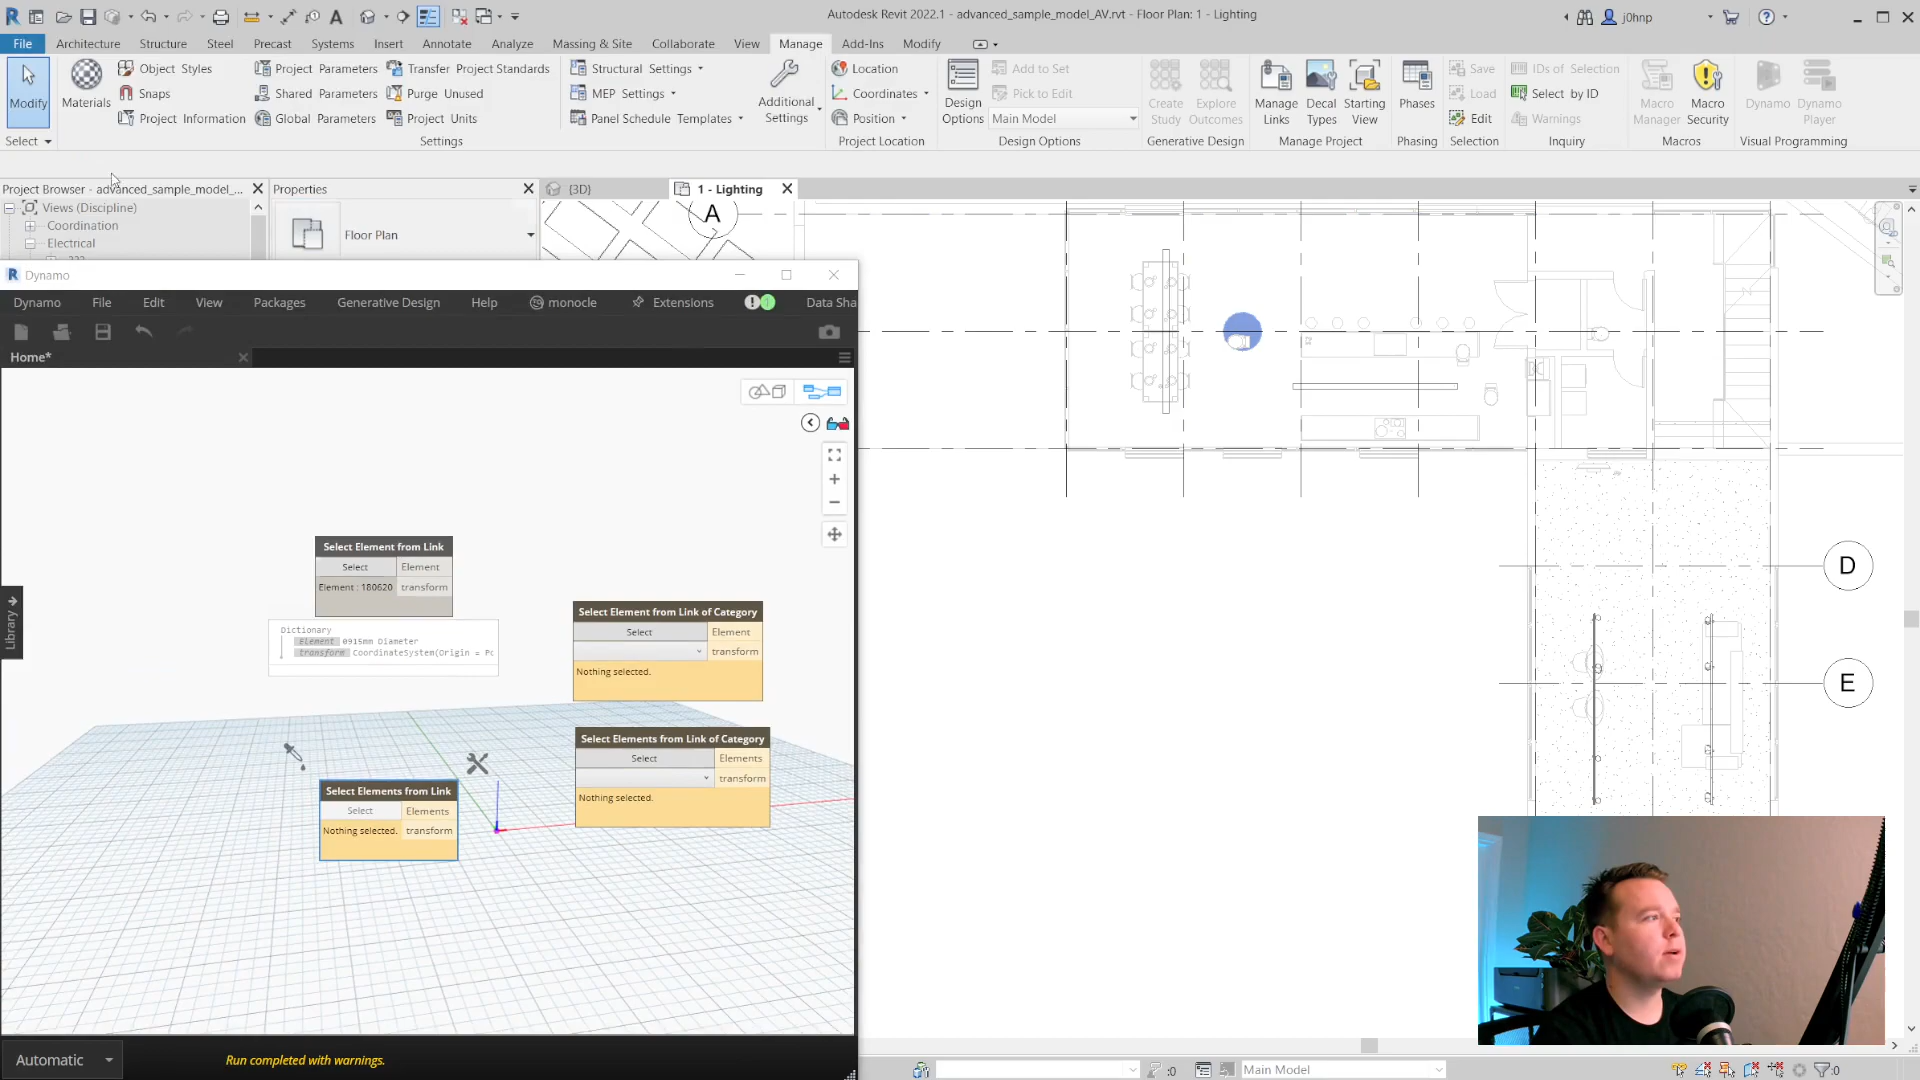 Autodesk Revit 2022.1 - advanced_sample_model_AV.rvt - Floor Plan: 1 - Lighting
j0hnp
File Architecture Structure Steel Precast Systems Insert Annotate Analyze Massing & Site Collaborate View Manage Add-Ins Modify
Modify
Materials
Object Styles
Snaps
Project Information
Project Parameters
Shared Parameters
Global Parameters
Transfer Project Standards
Purge Unused
Project Units
Structural Settings
MEP Settings
Panel Schedule Templates
Additional Settings
Location
Coordinates
Position
Design Options
Add to Set
Pick to Edit
Main Model
Create Study
Explore Outcomes
Manage Links
Decal Types
Starting View
Phases
Save
Load
Edit
IDs of Selection
Select by ID
Warnings
Macro Manager
Macro Security
Dynamo
Dynamo Player
Select Settings Project Location Design Options Generative Design Manage Project Phasing Selection Inquiry Macros Visual Programming
Project Browser - advanced_sample_model_...
Properties
{3D}
1 - Lighting
Views (Discipline)
Coordination
Electrical
Floor Plan
A
D
E
Dynamo
Dynamo File Edit View Packages Generative Design Help monocle Extensions Data Sha
Home*
Library
Select Element from Link
Select Element
Element : 180620 transform
Dictionary
Element 0915mm Diameter
transform CoordinateSystem(Origin = Po
Select Element from Link of Category
Select Element
transform
Nothing selected.
Select Elements from Link of Category
Select Elements
transform
Nothing selected.
Select Elements from Link
Select Elements
Nothing selected. transform
Automatic
Run completed with warnings.
:0
Main Model
:0